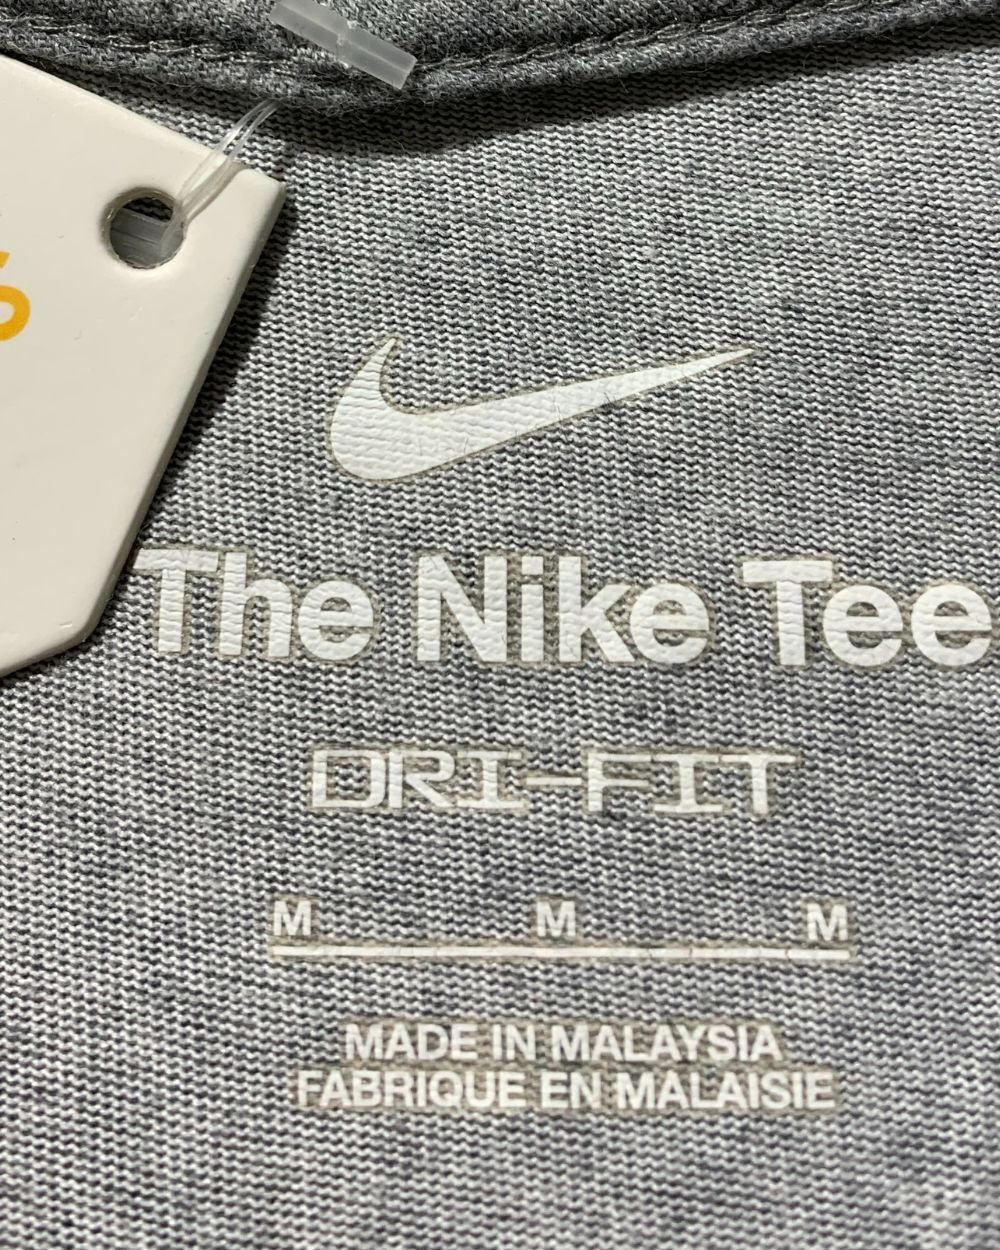 The Nike Tee
DRI-FIT
M M M
MADE IN MALAYSIA
FABRIQUE EN MALAISIE